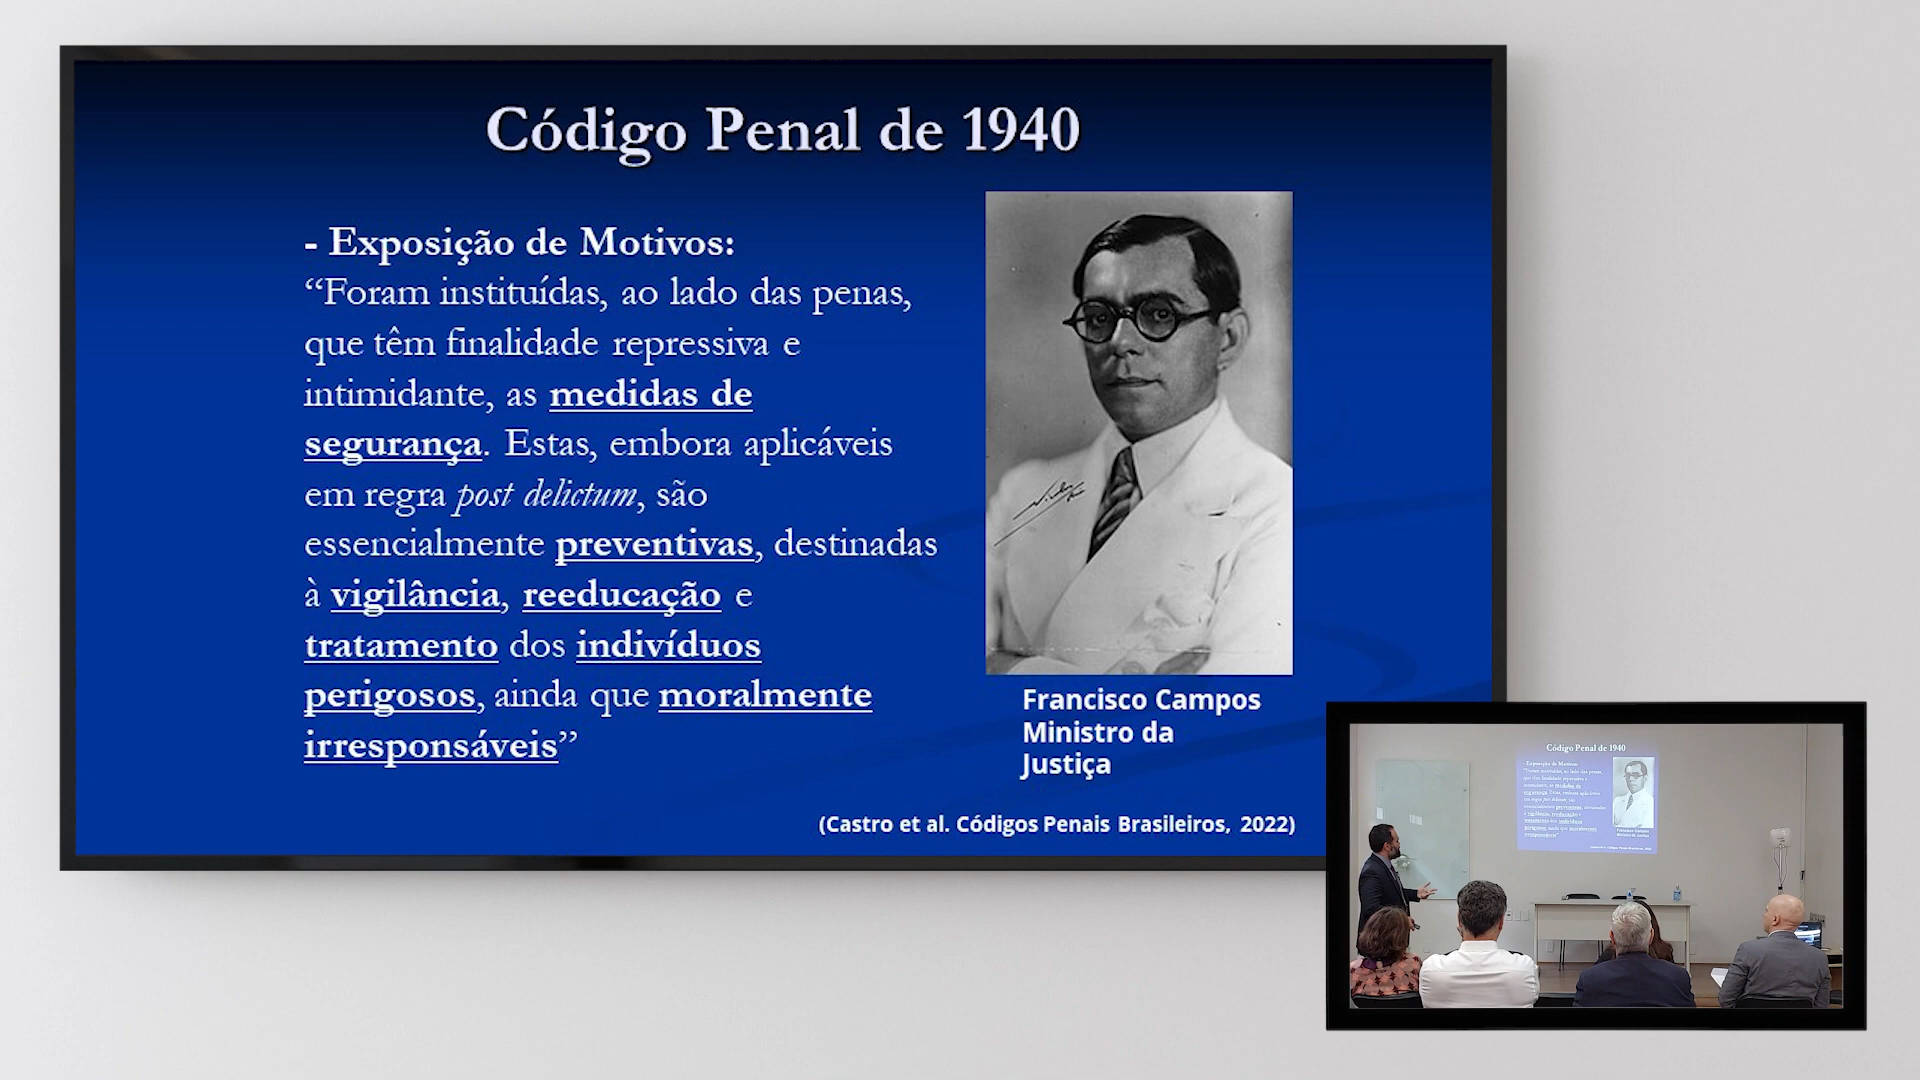 Código Penal de 1940
- Exposição de Motivos:
“Foram instituídas, ao lado das penas,
que têm finalidade repressiva e
intimidante, as medidas de
segurança. Estas, embora aplicáveis
em regra post delictum, são
essencialmente preventivas, destinadas
à vigilância, reeducação e
tratamento dos indivíduos
perigosos, ainda que moralmente
irresponsáveis”
Francisco Campos
Ministro da
Justiça
(Castro et al. Códigos Penais Brasileiros, 2022)
Código Penal de 1940
- Exposição de Motivos: